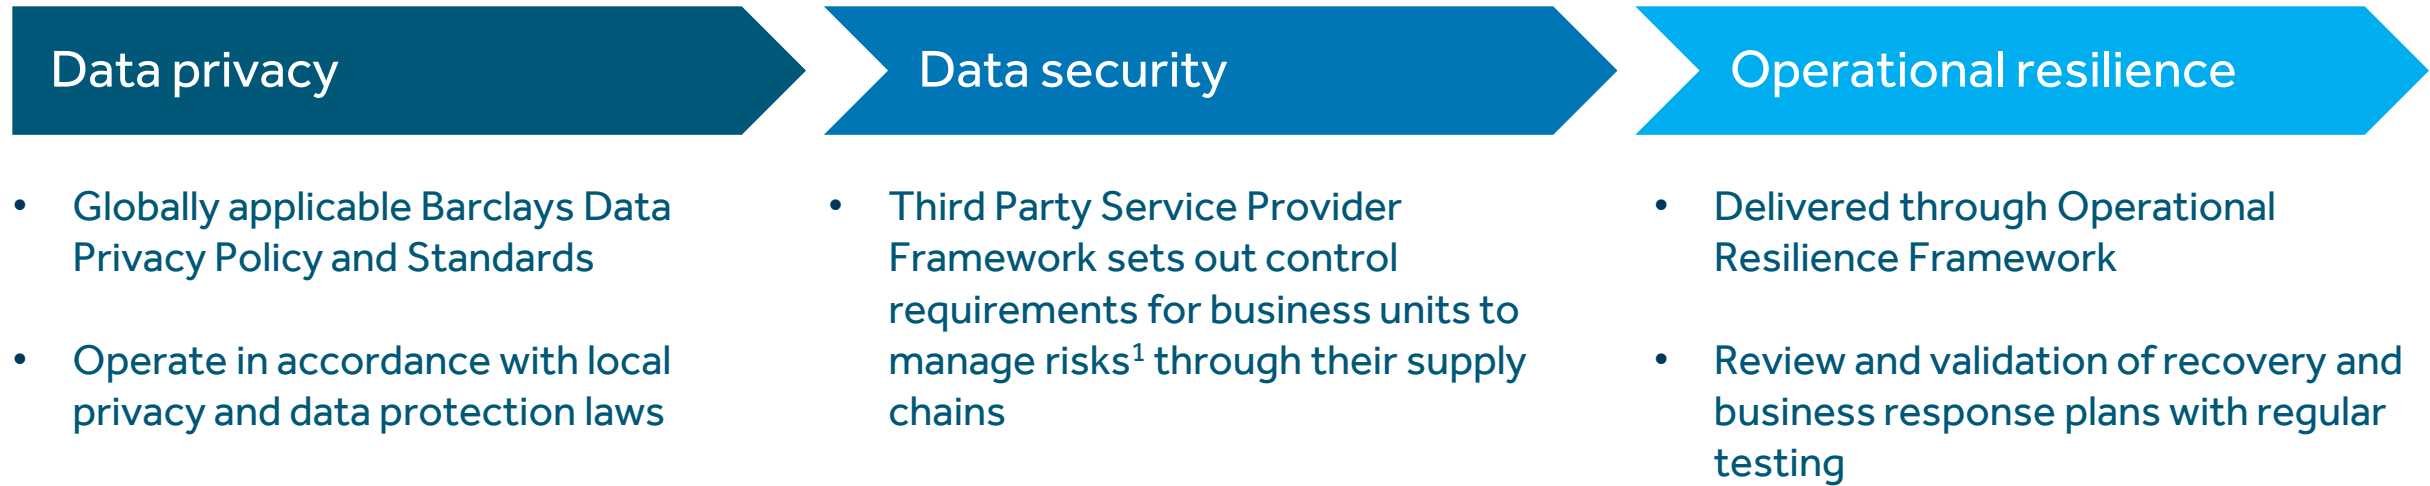 Data privacy
• Globally applicable Barclays Data
Privacy Policy and Standards
• Operate in accordance with local
privacy and data protection laws
Data security
• Third Party Service Provider
Framework sets out control
requirements for business units to
manage risks¹ through their supply
chains
Operational resilience
• Delivered through Operational
Resilience Framework
• Review and validation of recovery and
business response plans with regular
testing